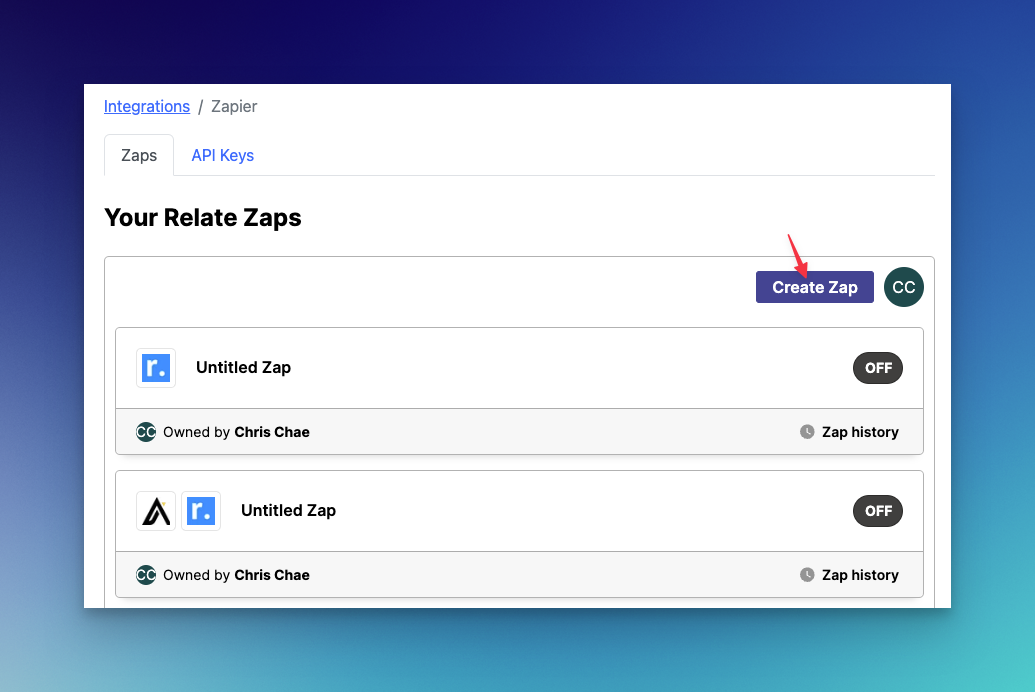 Integrations / Zapier
Zaps API Keys
Your Relate Zaps
Create Zap CC
r. Untitled Zap OFF
CC Owned by Chris Chae Zap history
r. Untitled Zap OFF
CC Owned by Chris Chae Zap history